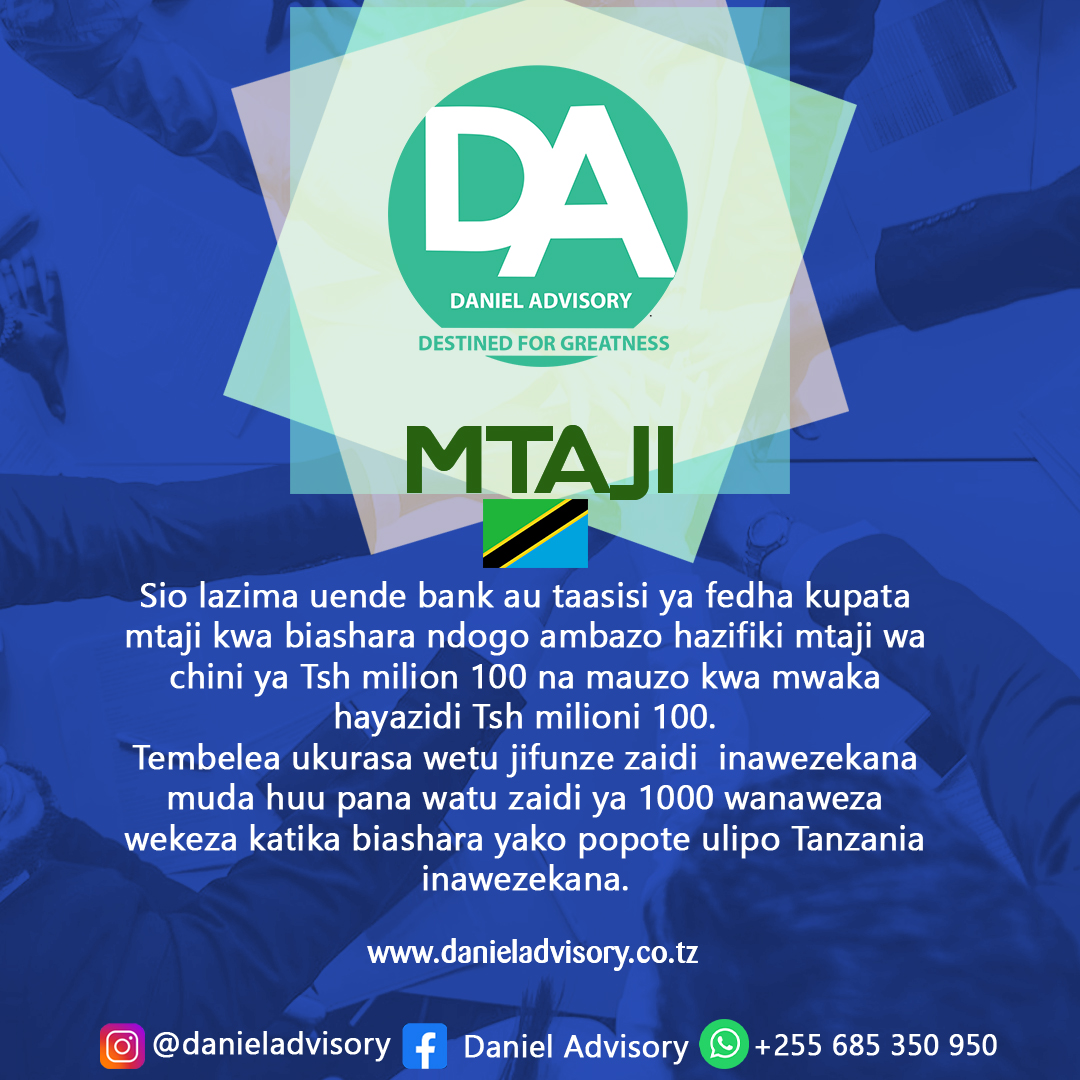 DA
DANIEL ADVISORY
DESTINED FOR GREATNESS
MTAJI
Sio lazima uende bank au taasisi ya fedha kupata
mtaji kwa biashara ndogo ambazo hazifiki mtaji wa
chini ya Tsh milion 100 na mauzo kwa mwaka
hayazidi Tsh milioni 100.
Tembelea ukurasa wetu jifunze zaidi inawezekana
muda huu pana watu zaidi ya 1000 wanaweza
wekeza katika biashara yako popote ulipo Tanzania
inawezekana.
www.danieladvisory.co.tz
@danieladvisory Daniel Advisory +255 685 350 950